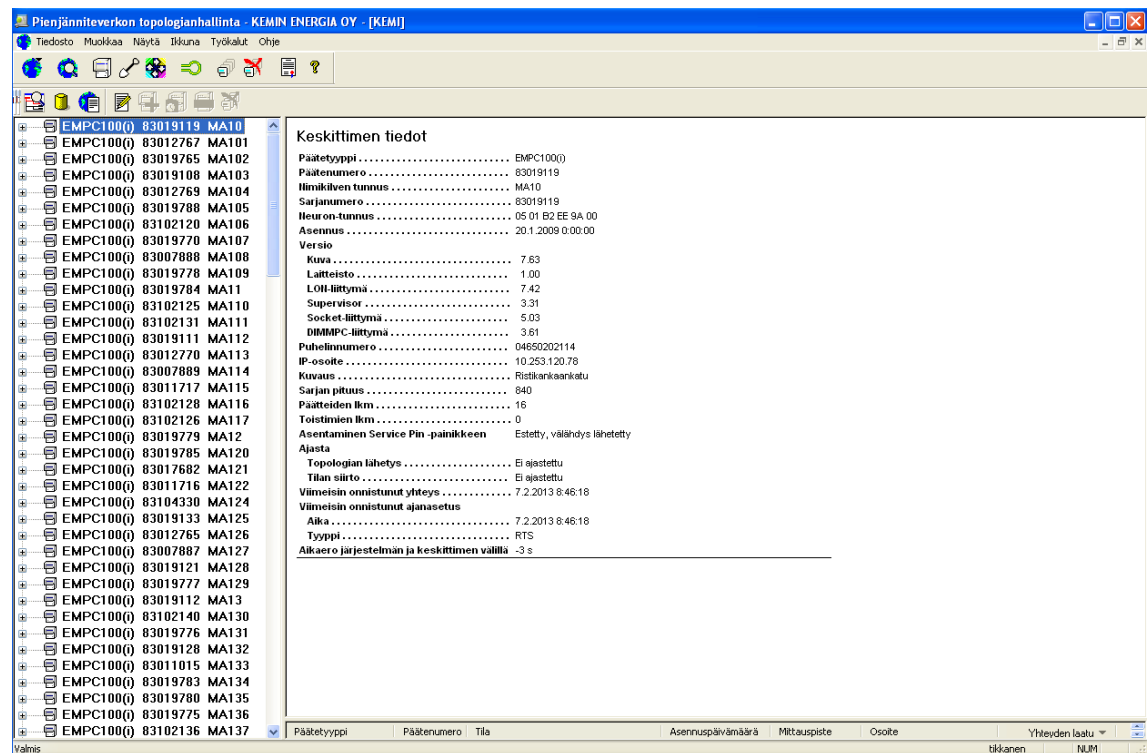 Pienjänniteverkon topologianhallinta - KEMIN ENERGIA OY - [KEMI]
Tiedosto Muokkaa Näytä Ikkuna Työkalut Ohje
EMPC100(i) 83019119 MA10
EMPC100(i) 83012767 MA101
EMPC100(i) 83019765 MA102
EMPC100(i) 83019108 MA103
EMPC100(i) 83012769 MA104
EMPC100(i) 83019788 MA105
EMPC100(i) 83102120 MA106
EMPC100(i) 83019770 MA107
EMPC100(i) 83007888 MA108
EMPC100(i) 83019778 MA109
EMPC100(i) 83019784 MA11
EMPC100(i) 83102125 MA110
EMPC100(i) 83102131 MA111
EMPC100(i) 83019111 MA112
EMPC100(i) 83012770 MA113
EMPC100(i) 83007889 MA114
EMPC100(i) 83011717 MA115
EMPC100(i) 83102128 MA116
EMPC100(i) 83102126 MA117
EMPC100(i) 83019779 MA12
EMPC100(i) 83019785 MA120
EMPC100(i) 83017682 MA121
EMPC100(i) 83011716 MA122
EMPC100(i) 83104330 MA124
EMPC100(i) 83019133 MA125
EMPC100(i) 83012765 MA126
EMPC100(i) 83007887 MA127
EMPC100(i) 83019121 MA128
EMPC100(i) 83019777 MA129
EMPC100(i) 83019112 MA13
EMPC100(i) 83102140 MA130
EMPC100(i) 83019776 MA131
EMPC100(i) 83019128 MA132
EMPC100(i) 83011015 MA133
EMPC100(i) 83019783 MA134
EMPC100(i) 83019780 MA135
EMPC100(i) 83019775 MA136
EMPC100(i) 83102136 MA137
Keskittimen tiedot
Päätetyyppi ............................ EMPC100(i)
Päätenumero ............................ 83019119
Nimikilven tunnus ...................... MA10
Sarjanumero ............................ 83019119
Neuron-tunnus .......................... 05 01 B2 EE 9A 00
Asennus ................................ 20.1.2009 0:00:00
Versio
Kuva ................................... 7.63
Laitteisto ............................. 1.00
LON-liittymä ........................... 7.42
Supervisor ............................. 3.31
Socket-liittymä ........................ 5.03
DIMMPC-liittymä ........................ 3.61
Puhelinnumero .......................... 04650202114
IP-osoite .............................. 10.253.120.78
Kuvaus ................................. Ristikankaankatu
Sarjan pituus .......................... 840
Päätteiden lkm ......................... 16
Toistimien lkm ......................... 0
Asentaminen Service Pin -painikkeen Estetty, välähdys lähetetty
Ajasta
Topologian lähetys ..................... Ei ajastettu
Tilan siirto ........................... Ei ajastettu
Viimeisin onnistunut yhteys ............ 7.2.2013 8:46:18
Viimeisin onnistunut ajanasetus
Aika ................................... 7.2.2013 8:46:18
Tyyppi ................................. RTS
Aikaero järjestelmän ja keskittimen välillä -3 s
Päätetyyppi Päätenumero Tila Asennuspäivämäärä Mittauspiste Osoite Yhteyden laatu
Valmis tikkanen NUM